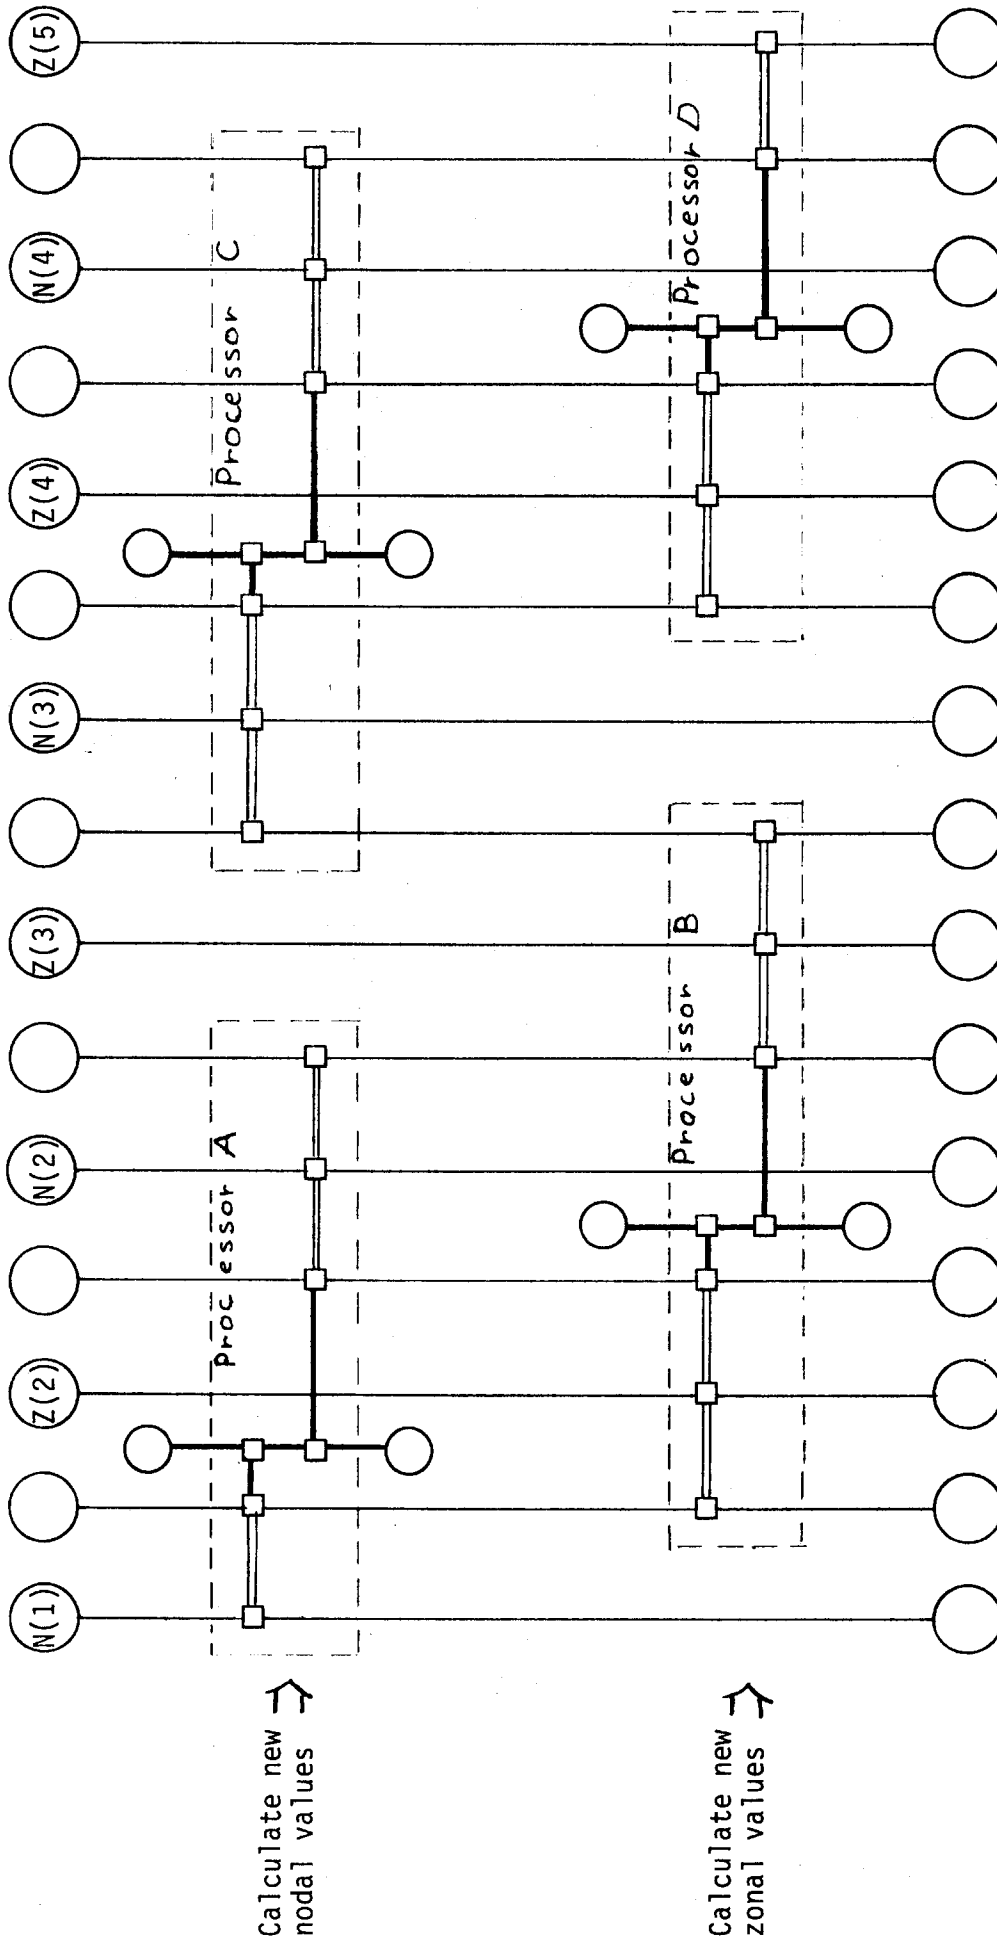 N(1)
Z(2)
N(2)
Z(3)
N(3)
Z(4)
N(4)
Z(5)
Calculate new
nodal values
Processor A
Processor C
Calculate new
zonal values
Processor B
Processor D